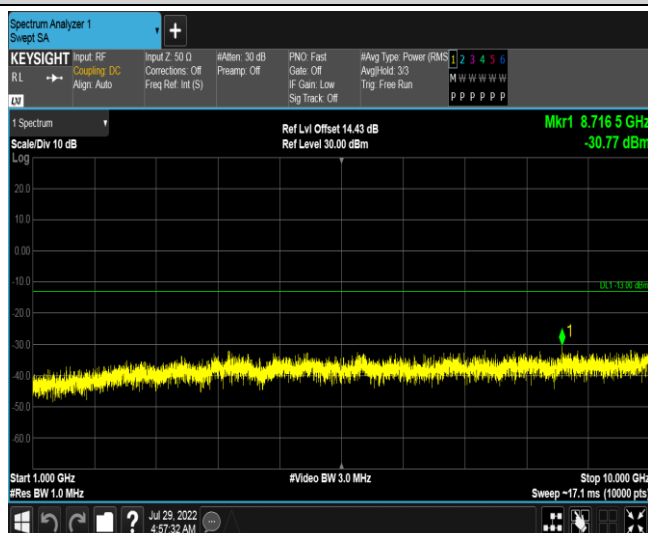 Spectrum Analyzer 1
Swept SA
KEYSIGHT
RL
LXI
Input: RF
Coupling: DC
Align: Auto
Input Z: 50 Ω
Corrections: Off
Freq Ref: Int (S)
#Atten: 30 dB
Preamp: Off
PNO: Fast
Gate: Off
IF Gain: Low
Sig Track: Off
#Avg Type: Power (RMS
Avg|Hold: 3/3
Trig: Free Run
1 2 3 4 5 6
M W W W W W
P P P P P P
1 Spectrum
Scale/Div 10 dB
Log
Ref Lvl Offset 14.43 dB
Ref Level 30.00 dBm
Mkr1 8.716 5 GHz
-30.77 dBm
20.0
10.0
0.00
-10.0
DL1 -13.00 dBm
-20.0
-30.0
1
-40.0
-50.0
-60.0
Start 1.000 GHz
#Res BW 1.0 MHz
#Video BW 3.0 MHz
Stop 10.000 GHz
Sweep ~17.1 ms (10000 pts)
?
Jul 29, 2022
4:57:32 AM